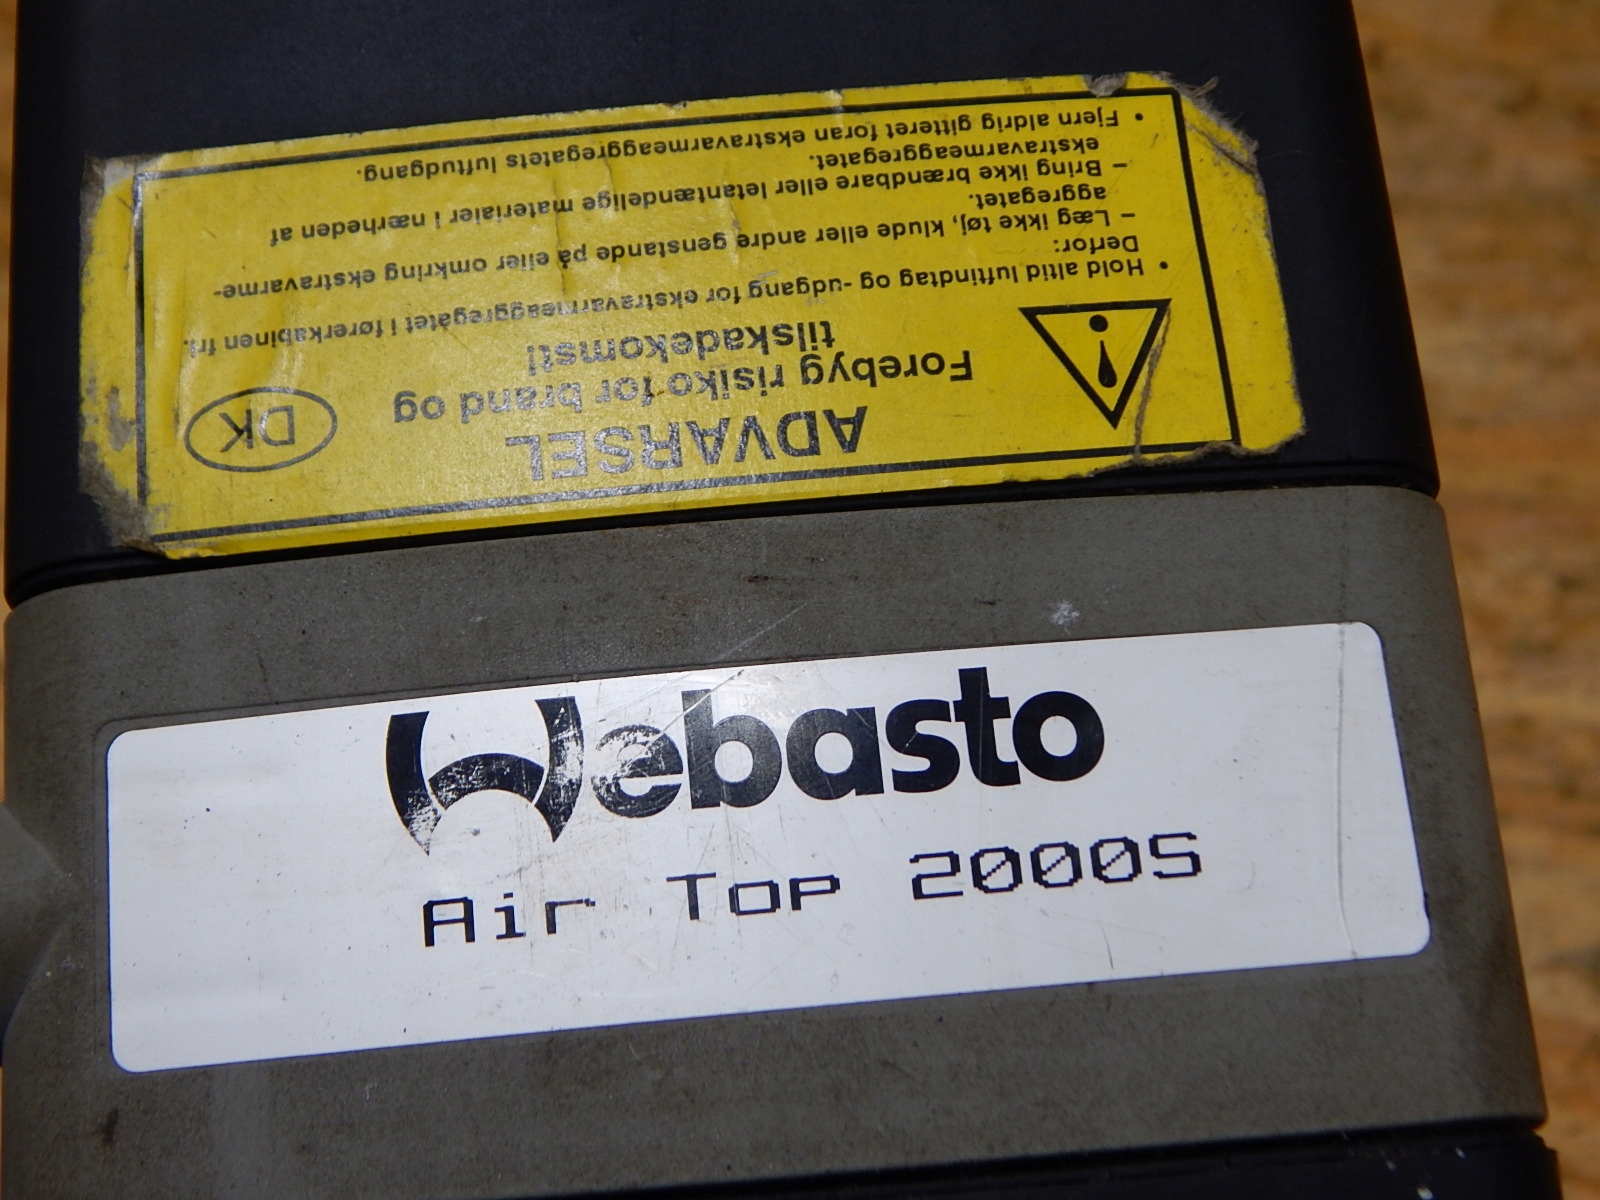 ADVARSEL
Forebyg risiko for brand og
tilskadekomst!
DK
• Hold altid luftindtag og -udgang for ekstravarmeaggregatet i førerkabinen fri.
Derfor:
– Læg ikke tøj, klude eller andre genstande på eller omkring ekstravarme-
aggregatet.
– Bring ikke brændbare eller letantændelige materialer i nærheden af
ekstravarmeaggregatet.
• Fjern aldrig gitteret foran ekstravarmeaggregatets luftudgang.
Webasto
Air Top 2000S